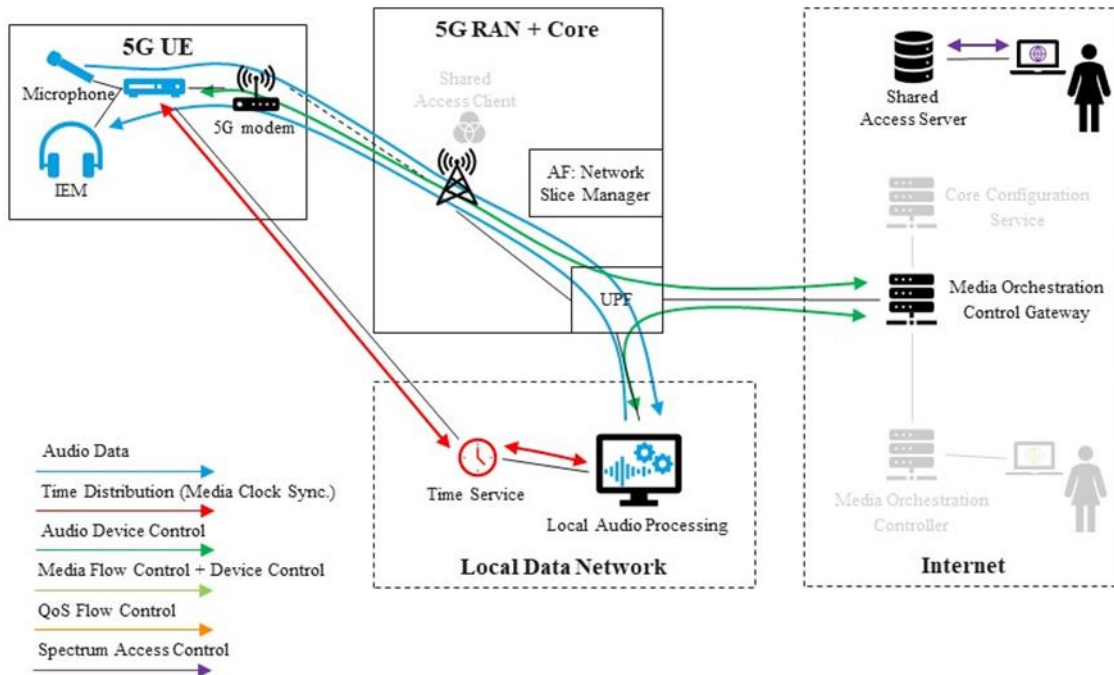 5G UE
Microphone
5G modem
IEM
5G RAN + Core
Shared
Access Client
AF: Network
Slice Manager
UPF
Shared
Access Server
Core Configuration
Service
Media Orchestration
Control Gateway
Media Orchestration
Controller
Internet
Time Service
Local Audio Processing
Local Data Network
Audio Data
Time Distribution (Media Clock Sync.)
Audio Device Control
Media Flow Control + Device Control
QoS Flow Control
Spectrum Access Control